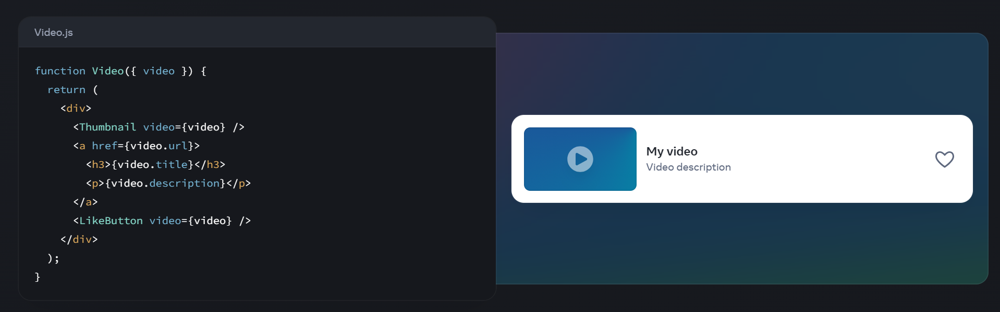 Video.js
function Video({ video }) {
  return (
    <div>
      <Thumbnail video={video} />
      <a href={video.url}>
        <h3>{video.title}</h3>
        <p>{video.description}</p>
      </a>
      <LikeButton video={video} />
    </div>
  );
}
My video
Video description